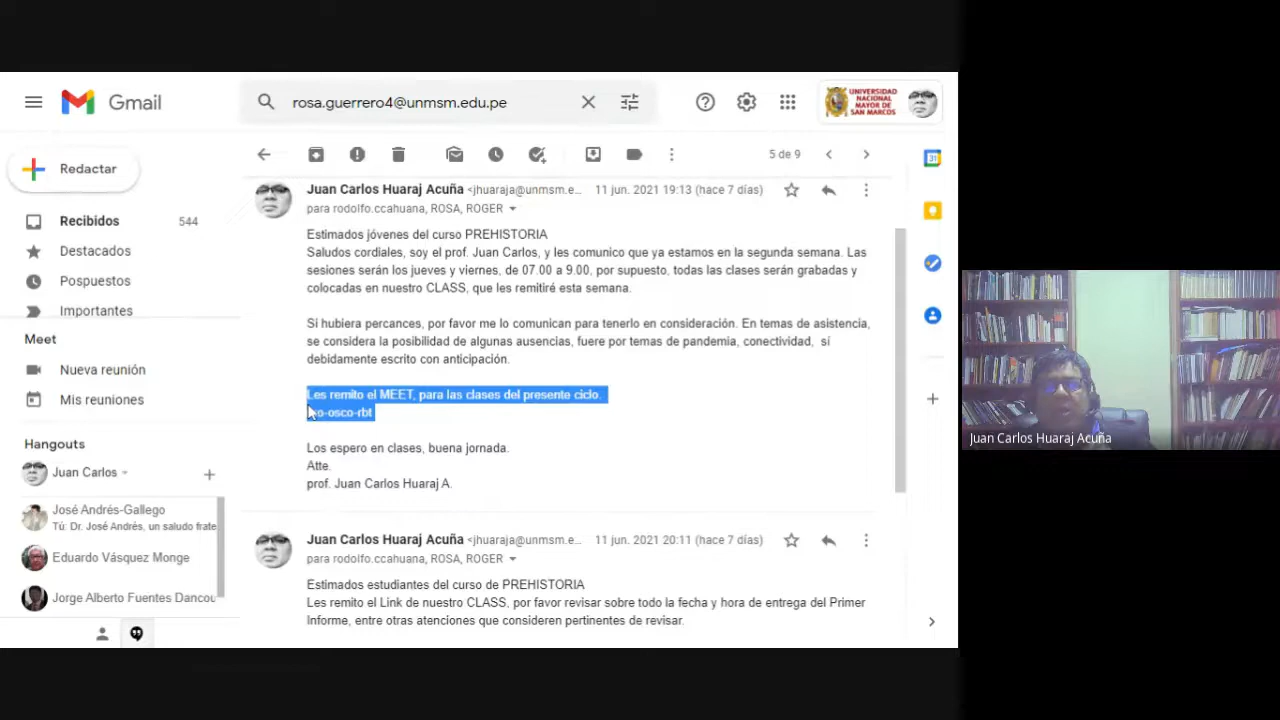 Gmail
rosa.guerrero4@unmsm.edu.pe
UNIVERSIDAD
NACIONAL
MAYOR DE
SAN MARCOS
Redactar
5 de 9
31
Recibidos 544
Destacados
Pospuestos
Importantes
Meet
Nueva reunión
Mis reuniones
Hangouts
Juan Carlos
José Andrés-Gallego
Tú: Dr. José Andrés, un saludo frate
Eduardo Vásquez Monge
Jorge Alberto Fuentes Dancou
Juan Carlos Huaraj Acuña <jhuaraja@unmsm.e... 11 jun. 2021 19:13 (hace 7 días)
para rodolfo.ccahuana, ROSA, ROGER
Estimados jóvenes del curso PREHISTORIA
Saludos cordiales, soy el prof. Juan Carlos, y les comunico que ya estamos en la segunda semana. Las
sesiones serán los jueves y viernes, de 07.00 a 9.00, por supuesto, todas las clases serán grabadas y
colocadas en nuestro CLASS, que les remitiré esta semana.
Si hubiera percances, por favor me lo comunican para tenerlo en consideración. En temas de asistencia,
se considera la posibilidad de algunas ausencias, fuere por temas de pandemia, conectividad, sí
debidamente escrito con anticipación.
Les remito el MEET, para las clases del presente ciclo.
-osco-rbt
Los espero en clases, buena jornada.
Atte.
prof. Juan Carlos Huaraj A.
Juan Carlos Huaraj Acuña <jhuaraja@unmsm.e... 11 jun. 2021 20:11 (hace 7 días)
para rodolfo.ccahuana, ROSA, ROGER
Estimados estudiantes del curso de PREHISTORIA
Les remito el Link de nuestro CLASS, por favor revisar sobre todo la fecha y hora de entrega del Primer
Informe, entre otras atenciones que consideren pertinentes de revisar.
Juan Carlos Huaraj Acuña